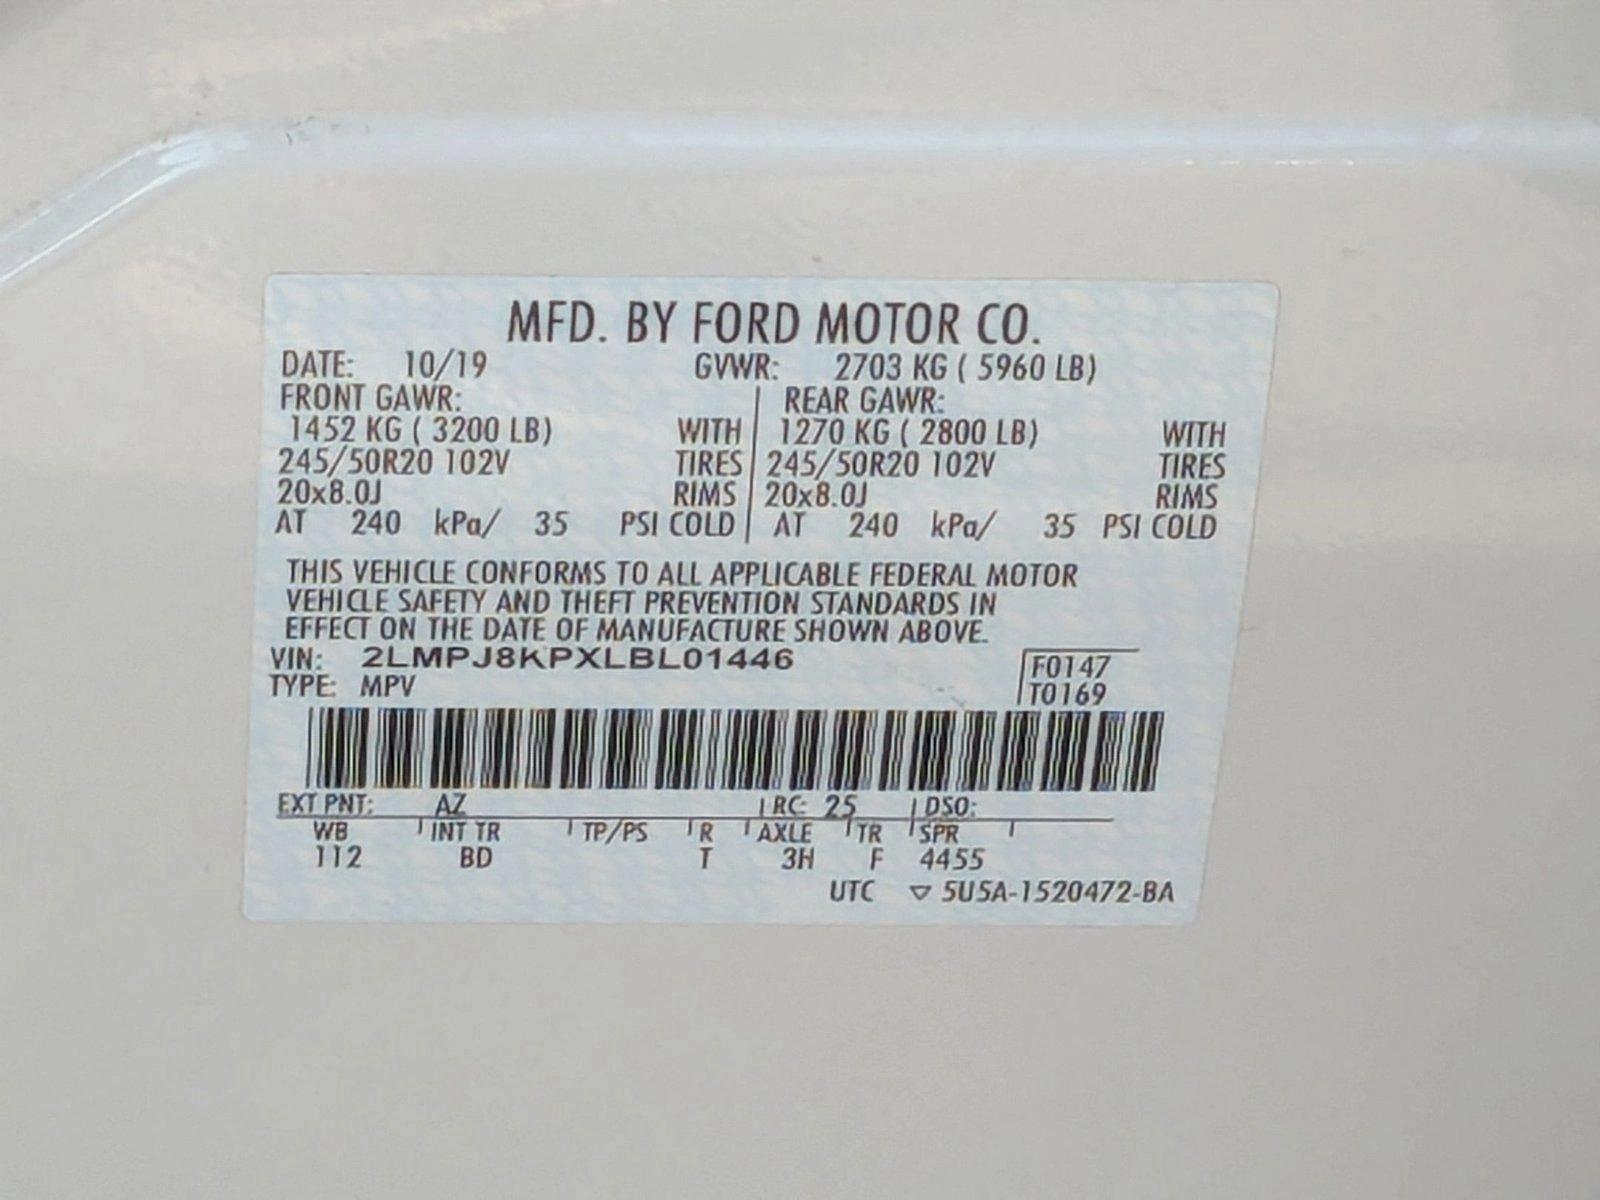 MFD. BY FORD MOTOR CO.
DATE: 10/19 GVWR: 2703 KG ( 5960 LB)
FRONT GAWR: REAR GAWR:
1452 KG ( 3200 LB) WITH 1270 KG ( 2800 LB) WITH
245/50R20 102V TIRES 245/50R20 102V TIRES
20x8.0J RIMS 20x8.0J RIMS
AT 240 kPa/ 35 PSI COLD AT 240 kPa/ 35 PSI COLD
THIS VEHICLE CONFORMS TO ALL APPLICABLE FEDERAL MOTOR
VEHICLE SAFETY AND THEFT PREVENTION STANDARDS IN
EFFECT ON THE DATE OF MANUFACTURE SHOWN ABOVE.
VIN: 2LMPJ8KPXLBL01446 F0147
TYPE: MPV T0169
EXT PNT: AZ RC: 25 DSO:
WB INT TR TP/PS R AXLE TR SPR
112 BD T 3H F 4455
UTC ▽ 5U5A-1520472-BA